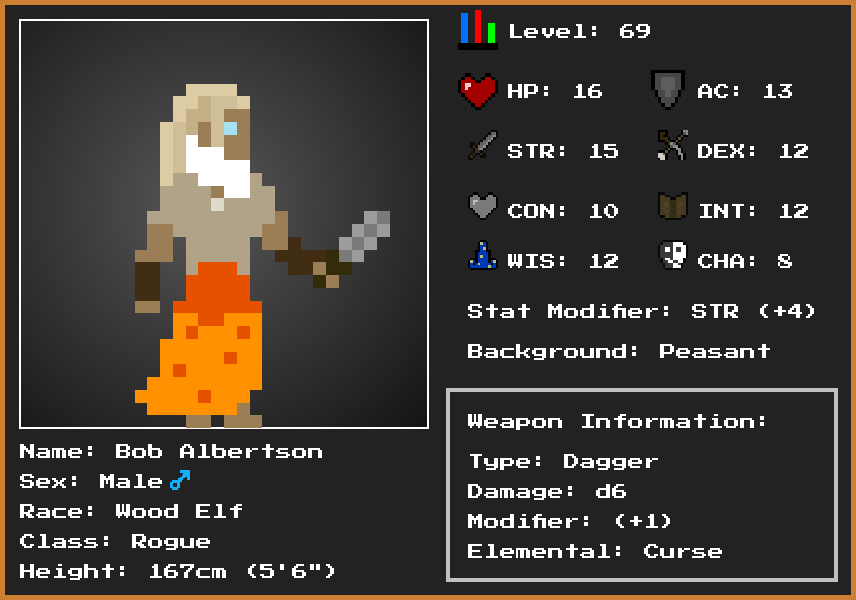 Level: 69
HP: 16 AC: 13
STR: 15 DEX: 12
CON: 10 INT: 12
WIS: 12 CHA: 8
Stat Modifier: STR (+4)
Background: Peasant
Weapon Information:
Type: Dagger
Damage: d6
Modifier: (+1)
Elemental: Curse
Name: Bob Albertson
Sex: Male ♂
Race: Wood Elf
Class: Rogue
Height: 167cm (5'6")